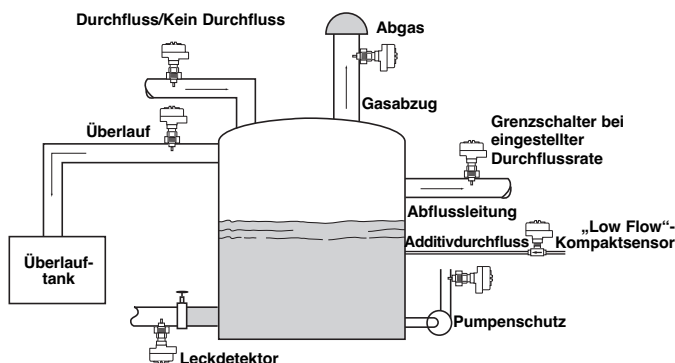 Durchfluss/Kein Durchfluss
Abgas
Gasabzug
Überlauf
Grenzschalter bei
eingestellter
Durchflussrate
Abflussleitung
Additivdurchfluss
„Low Flow“-
Kompaktsensor
Überlauf-
tank
Pumpenschutz
Leckdetektor